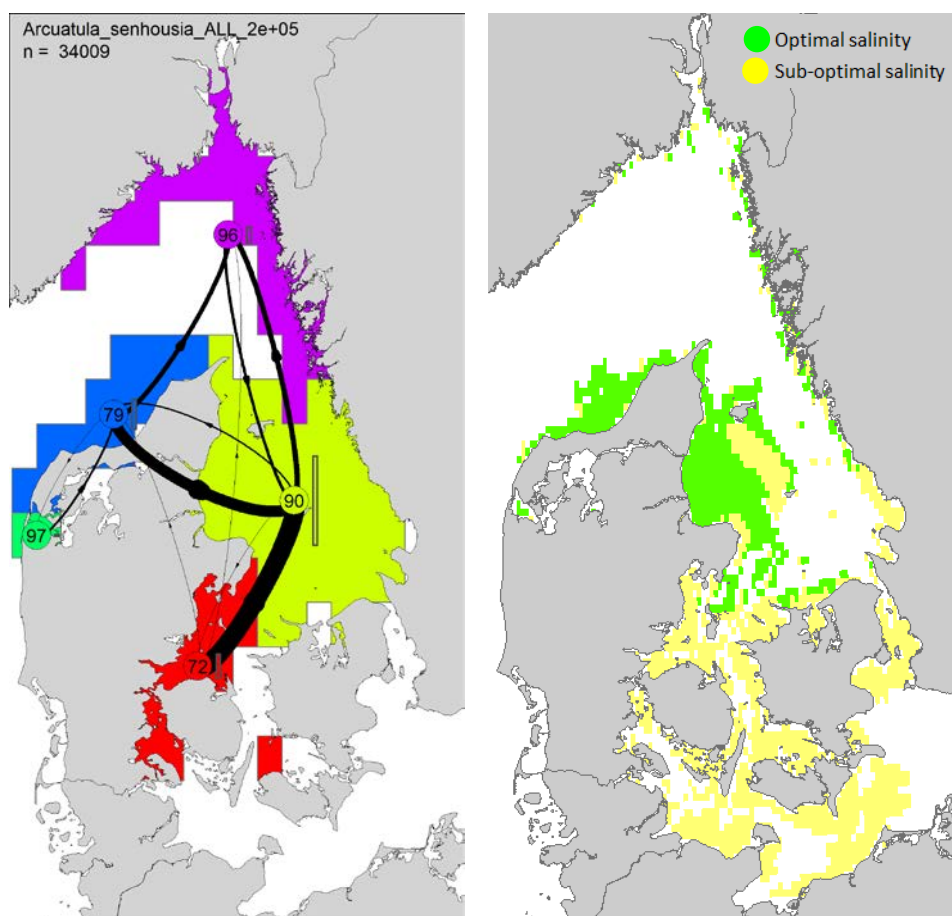 Arcuatula_senhousia_ALL_2e+05
n = 34009
96
79
90
97
72
Optimal salinity
Sub-optimal salinity